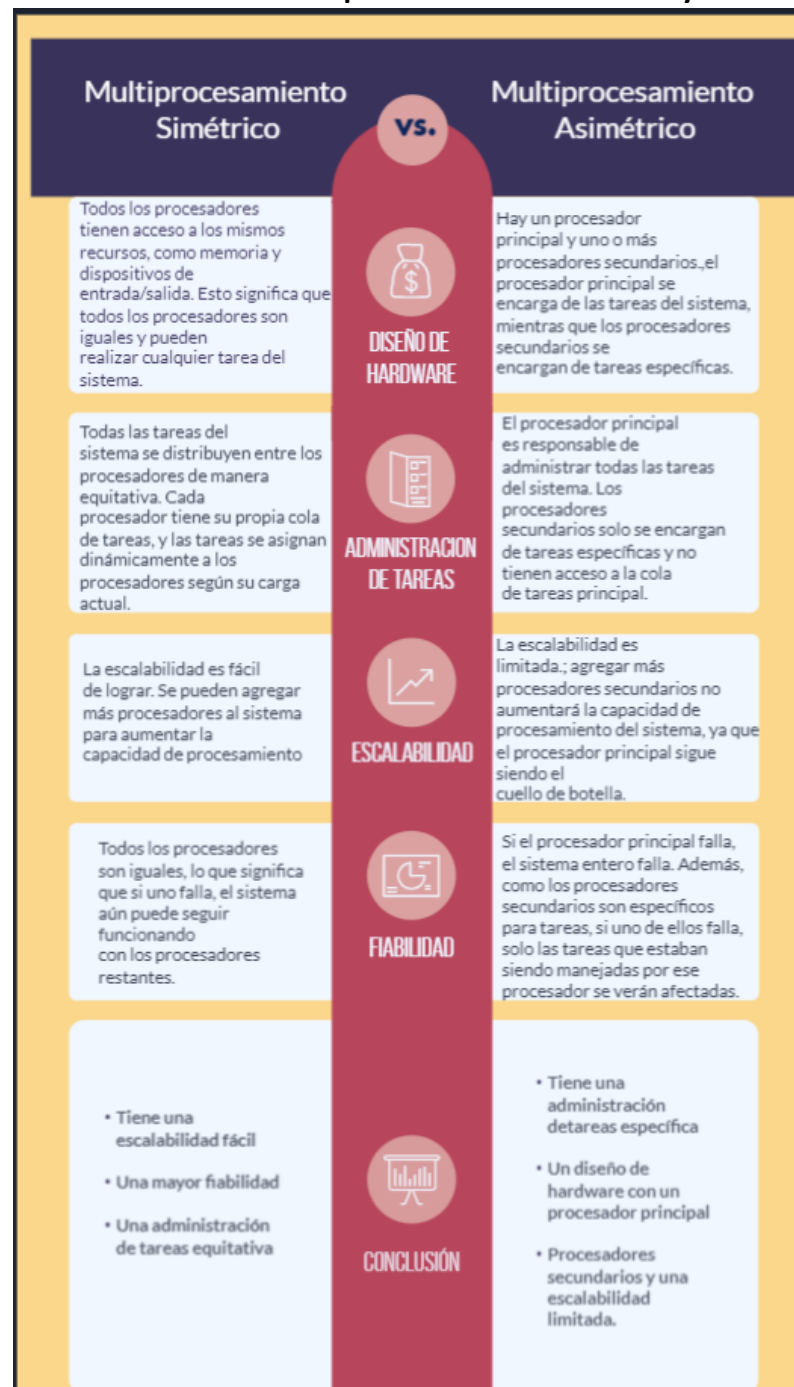 Multiprocesamiento
Simétrico
vs.
Multiprocesamiento
Asimétrico
Todos los procesadores
tienen acceso a los mismos
recursos, como memoria y
dispositivos de
entrada/salida. Esto significa que
todos los procesadores son
iguales y pueden
realizar cualquier tarea del
sistema.
DISEÑO DE
HARDWARE
Hay un procesador
principal y uno o más
procesadores secundarios.,el
procesador principal se
encarga de las tareas del sistema,
mientras que los procesadores
secundarios se
encargan de tareas específicas.
Todas las tareas del
sistema se distribuyen entre los
procesadores de manera
equitativa. Cada
procesador tiene su propia cola
de tareas, y las tareas se asignan
dinámicamente a los
procesadores según su carga
actual.
ADMINISTRACION
DE TAREAS
El procesador principal
es responsable de
administrar todas las tareas
del sistema. Los
procesadores
secundarios solo se encargan
de tareas específicas y no
tienen acceso a la cola
de tareas principal.
La escalabilidad es fácil
de lograr. Se pueden agregar
más procesadores al sistema
para aumentar la
capacidad de procesamiento
ESCALABILIDAD
La escalabilidad es
limitada.; agregar más
procesadores secundarios no
aumentará la capacidad de
procesamiento del sistema, ya que
el procesador principal sigue
siendo el
cuello de botella.
Todos los procesadores
son iguales, lo que significa
que si uno falla, el sistema
aún puede seguir
funcionando
con los procesadores
restantes.
FIABILIDAD
Si el procesador principal falla,
el sistema entero falla. Además,
como los procesadores
secundarios son específicos
para tareas, si uno de ellos falla,
solo las tareas que estaban
siendo manejadas por ese
procesador se verán afectadas.
• Tiene una
escalabilidad fácil
• Una mayor fiabilidad
• Una administración
de tareas equitativa
CONCLUSIÓN
• Tiene una
administración
detareas específica
• Un diseño de
hardware con un
procesador principal
• Procesadores
secundarios y una
escalabilidad
limitada.